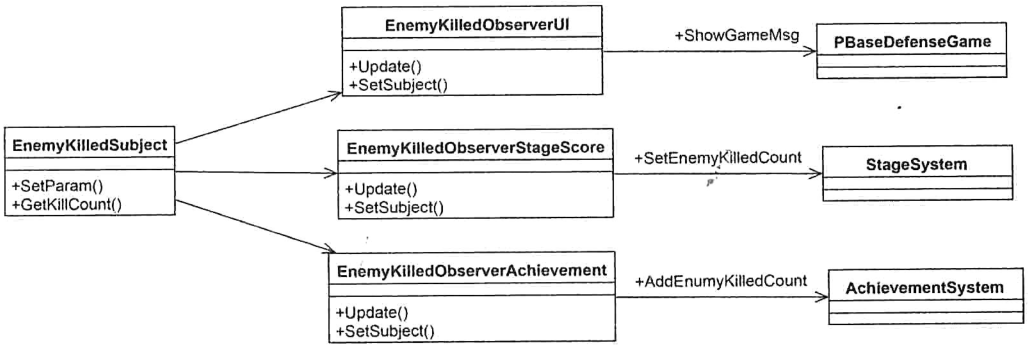 EnemyKilledObserverUI
+Update()
+SetSubject()
+ShowGameMsg
PBaseDefenseGame
EnemyKilledSubject
+SetParam()
+GetKillCount()
EnemyKilledObserverStageScore
+Update()
+SetSubject()
+SetEnemyKilledCount
StageSystem
EnemyKilledObserverAchievement
+Update()
+SetSubject()
+AddEnumyKilledCount
AchievementSystem